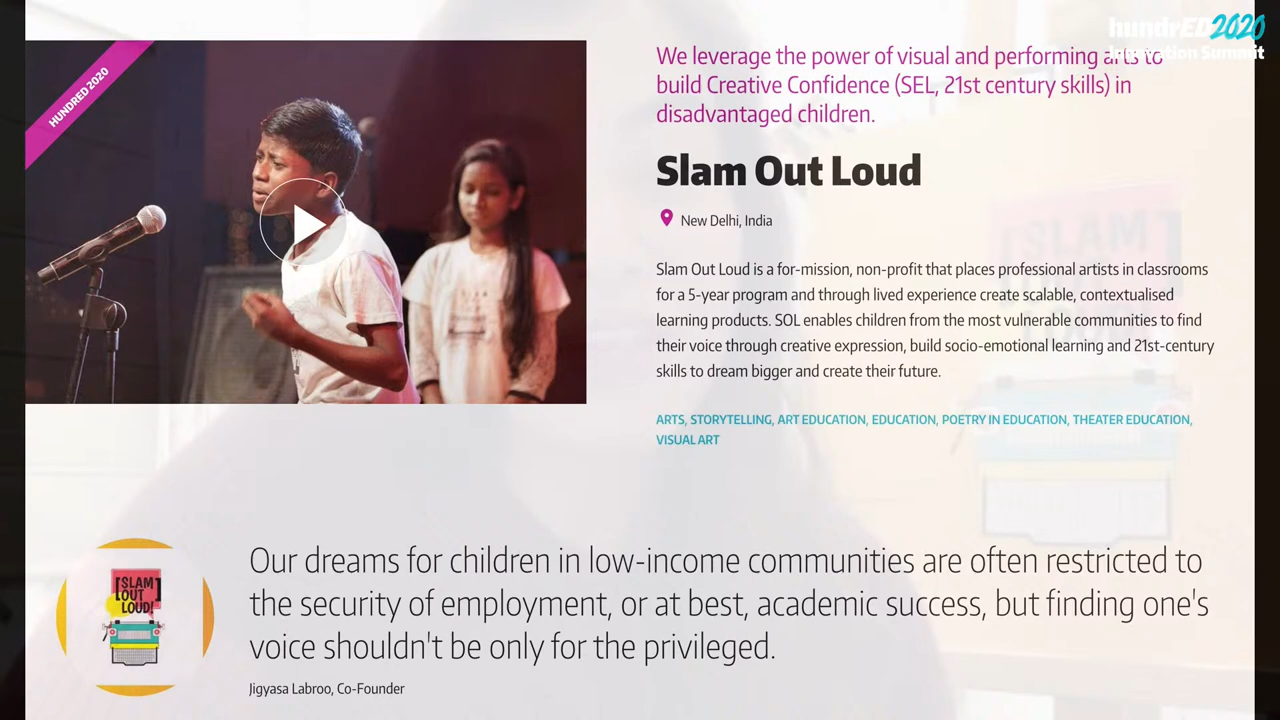 hundrED2020
Innovation Summit
HUNDRED 2020
We leverage the power of visual and performing arts to
build Creative Confidence (SEL, 21st century skills) in
disadvantaged children.
Slam Out Loud
New Delhi, India
Slam Out Loud is a for-mission, non-profit that places professional artists in classrooms
for a 5-year program and through lived experience create scalable, contextualised
learning products. SOL enables children from the most vulnerable communities to find
their voice through creative expression, build socio-emotional learning and 21st-century
skills to dream bigger and create their future.
ARTS, STORYTELLING, ART EDUCATION, EDUCATION, POETRY IN EDUCATION, THEATER EDUCATION,
VISUAL ART
[SLAM
OUT
LOUD!
Our dreams for children in low-income communities are often restricted to
the security of employment, or at best, academic success, but finding one's
voice shouldn't be only for the privileged.
Jigyasa Labroo, Co-Founder
SLAM